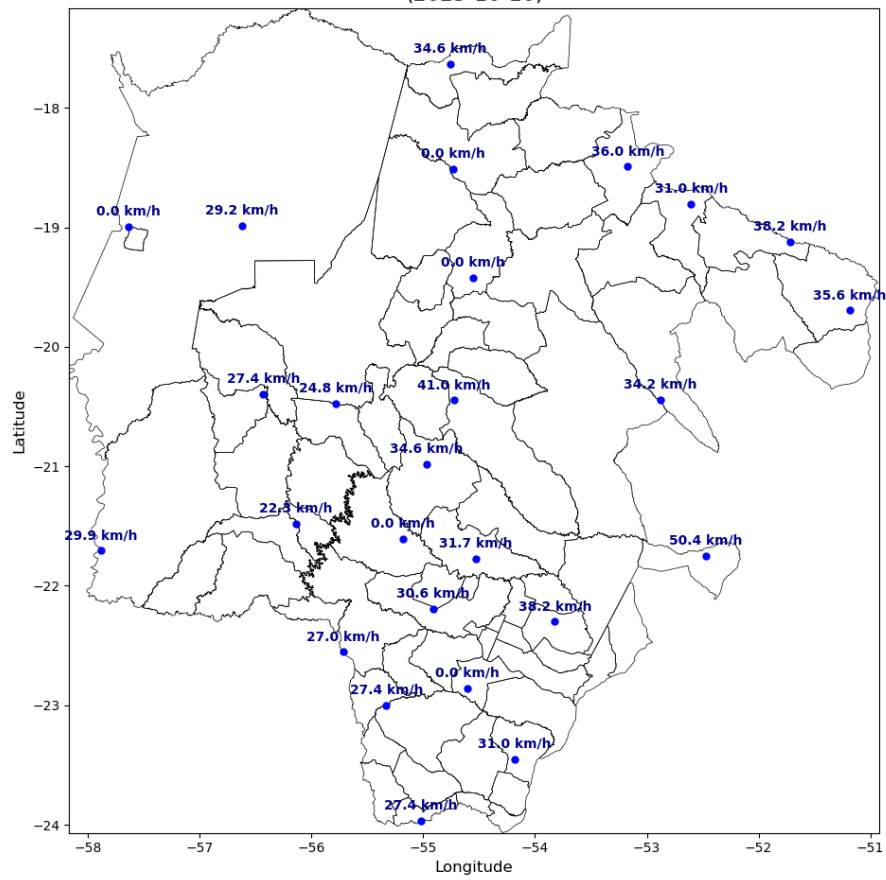 34.6 km/h
−18
0.0 km/h
36.0 km/h
31.0 km/h
0.0 km/h
29.2 km/h
38.2 km/h
−19
0.0 km/h
35.6 km/h
−20
27.4 km/h
24.8 km/h
41.0 km/h
34.2 km/h
34.6 km/h
−21
22.3 km/h
0.0 km/h
29.9 km/h
31.7 km/h
50.4 km/h
−22
30.6 km/h
38.2 km/h
27.0 km/h
0.0 km/h
27.4 km/h
−23
31.0 km/h
27.4 km/h
−24
Latitude
−58
−57
−56
−55
−54
−53
−52
−51
Longitude